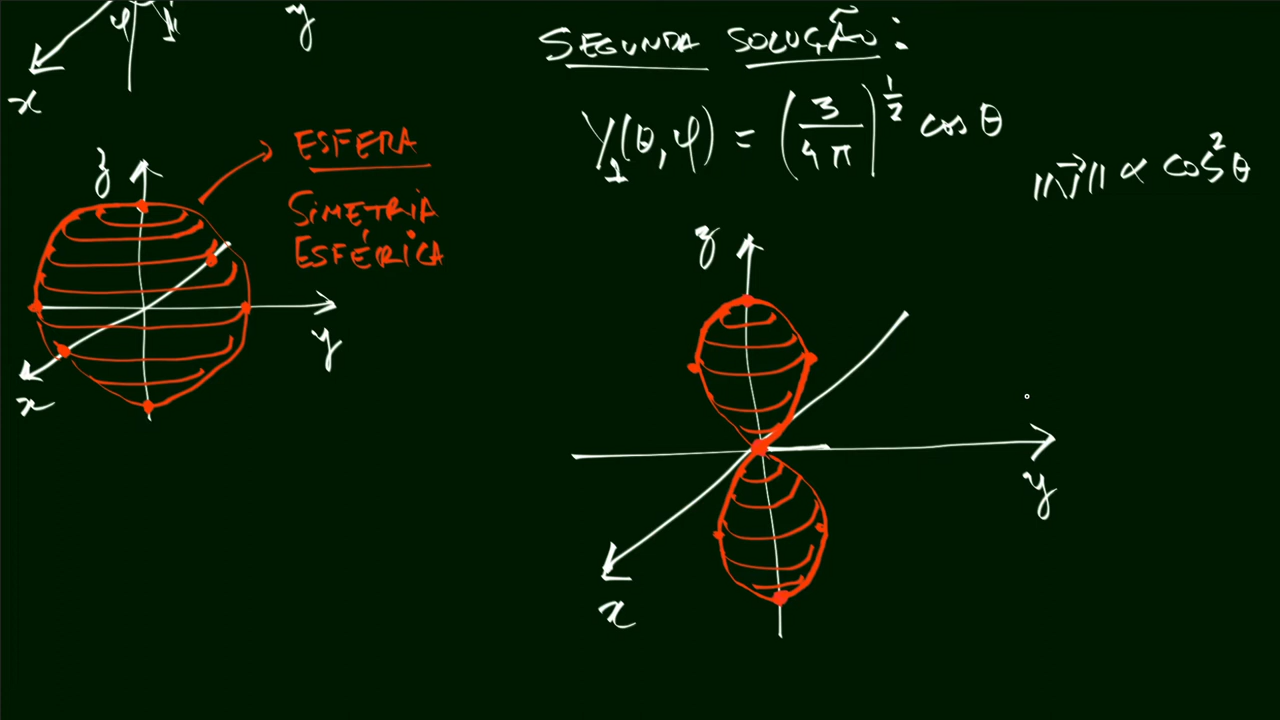 φ
y
x
z
ESFERA
SIMETRIA
ESFÉRICA
y
x
SEGUNDA SOLUÇÃO:
Y₁(θ, φ) = (3/4π)^½ cos θ
||r⃗|| ∝ cos²θ
z
y
x